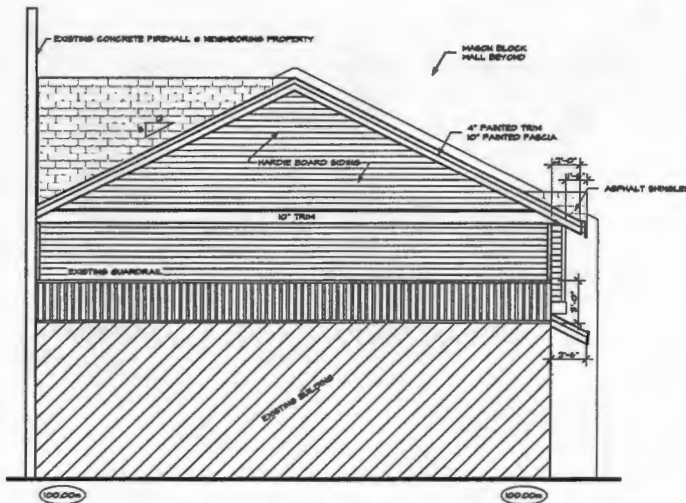 EXISTING CONCRETE FIREWALL @ NEIGHBORING PROPERTY
MASON BLOCK
WALL BEYOND
4" PAINTED TRIM
10" PAINTED FASCIA
HARDIE BOARD SIDING
2'-0"
ASPHALT SHINGLES
10" TRIM
EXISTING GUARDRAIL
EXISTING BUILDING
2'-6"
100.00m
100.00m